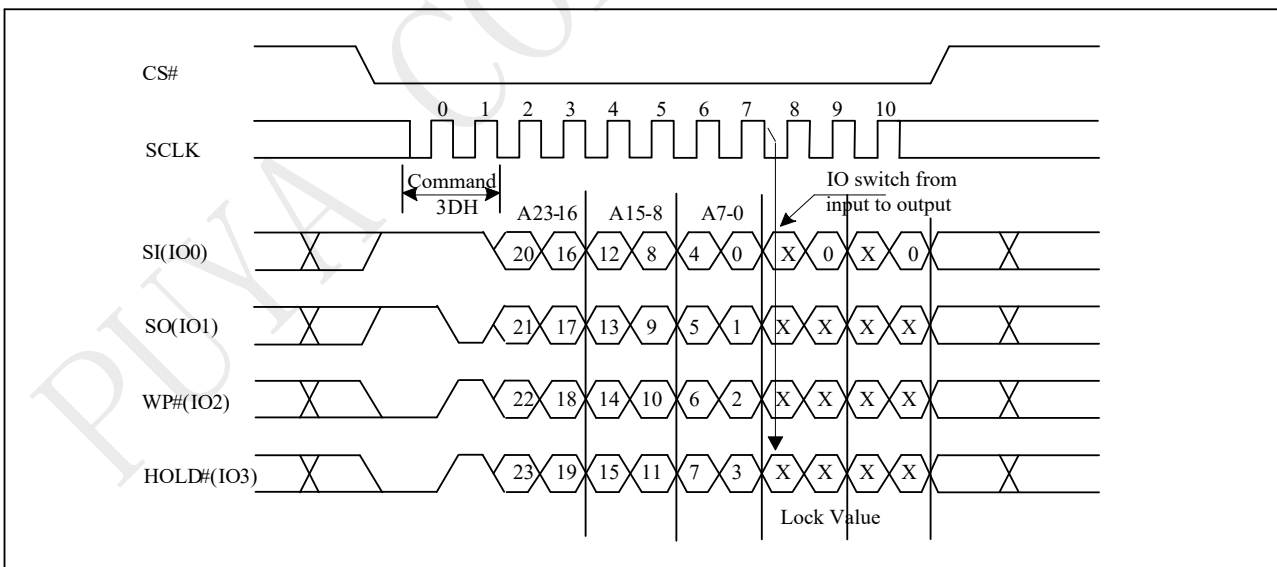 PUYA CON
CS#
0 1 2 3 4 5 6 7 8 9 10
SCLK
Command
3DH
IO switch from
input to output
A23-16 A15-8 A7-0
SI(IO0)
20 16 12 8 4 0 X 0 X 0
SO(IO1)
21 17 13 9 5 1 X X X X
WP#(IO2)
22 18 14 10 6 2 X X X X
HOLD#(IO3)
23 19 15 11 7 3 X X X X
Lock Value